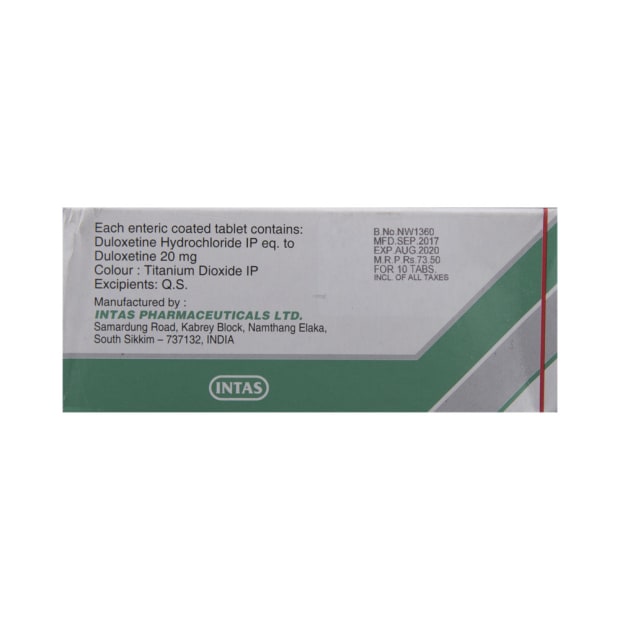 Each enteric coated tablet contains:
Duloxetine Hydrochloride IP eq. to
Duloxetine 20 mg
Colour : Titanium Dioxide IP
Excipients: Q.S.
Manufactured by :
INTAS PHARMACEUTICALS LTD.
Samardung Road, Kabrey Block, Namthang Elaka,
South Sikkim – 737132, INDIA
B.No NW1360
MFD.SEP.2017
EXP.AUG.2020
M.R.P.Rs.73.50
FOR 10 TABS.
INCL. OF ALL TAXES
INTAS